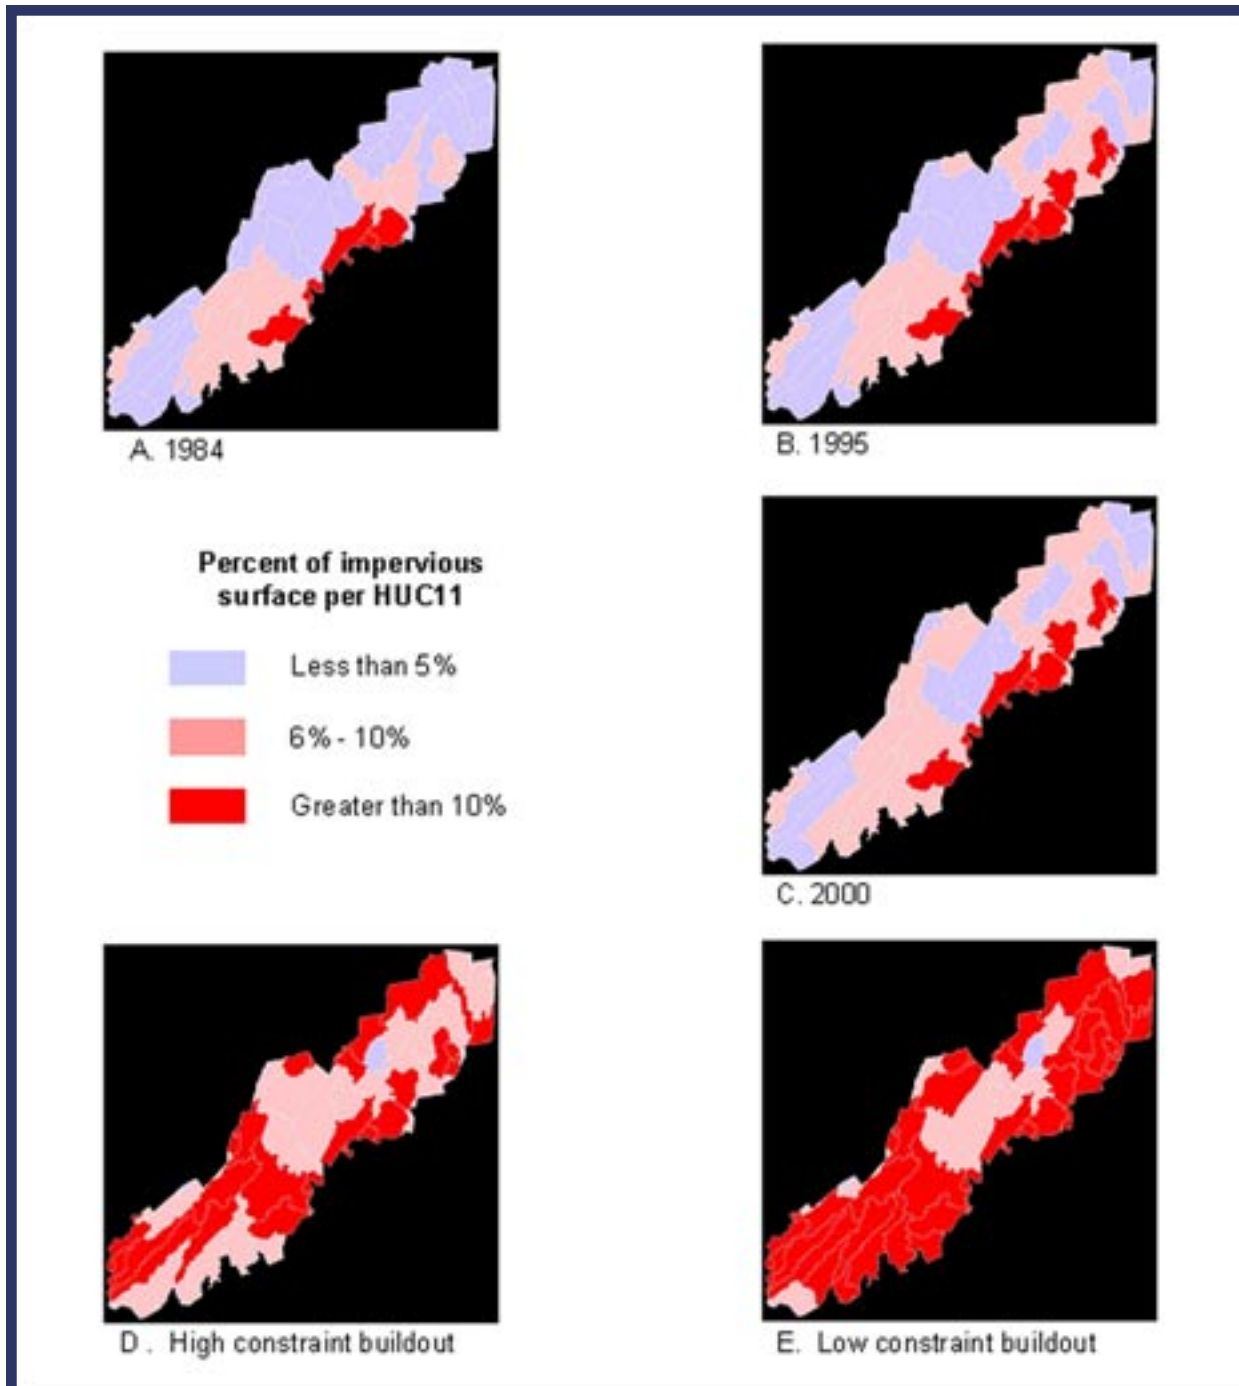 A. 1984
B. 1995
Percent of impervious
surface per HUC11
Less than 5%
6% - 10%
Greater than 10%
C. 2000
D . High constraint buildout
E. Low constraint buildout